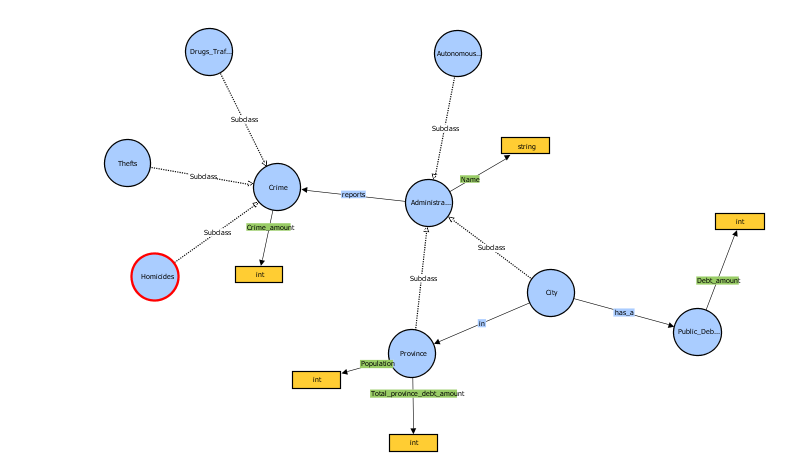 Drugs_Traf...
Autonomous...
Subclass
Subclass
string
Thefts
Subclass
Name
Crime
reports
Administra...
Subclass
Crime_amount
int
Subclass
int
Homicides
Subclass
Debt_amount
City
in
has_a
Public_Deb...
Province
Population
int
Total_province_debt_amount
int